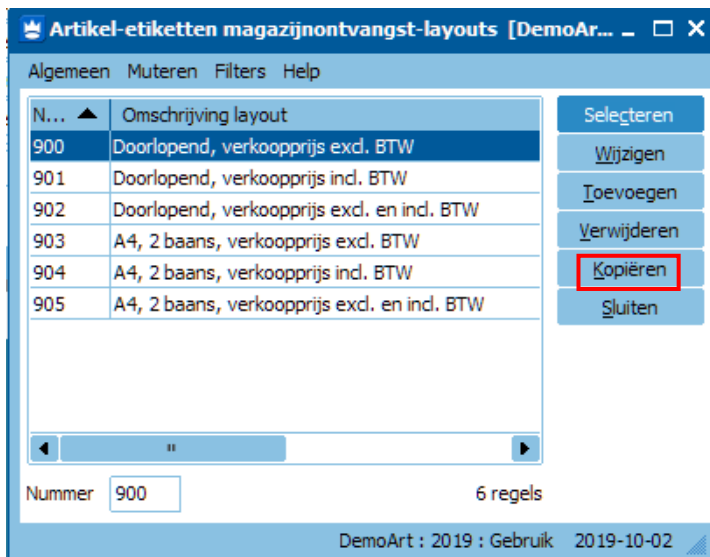 Artikel-etiketten magazijnontvangst-layouts [DemoAr...
Algemeen Muteren Filters Help
N... Omschrijving layout
900 Doorlopend, verkoopprijs excl. BTW
901 Doorlopend, verkoopprijs incl. BTW
902 Doorlopend, verkoopprijs excl. en incl. BTW
903 A4, 2 baans, verkoopprijs excl. BTW
904 A4, 2 baans, verkoopprijs incl. BTW
905 A4, 2 baans, verkoopprijs excl. en incl. BTW
Selecteren
Wijzigen
Toevoegen
Verwijderen
Kopiëren
Sluiten
Nummer 900 6 regels
DemoArt : 2019 : Gebruik 2019-10-02